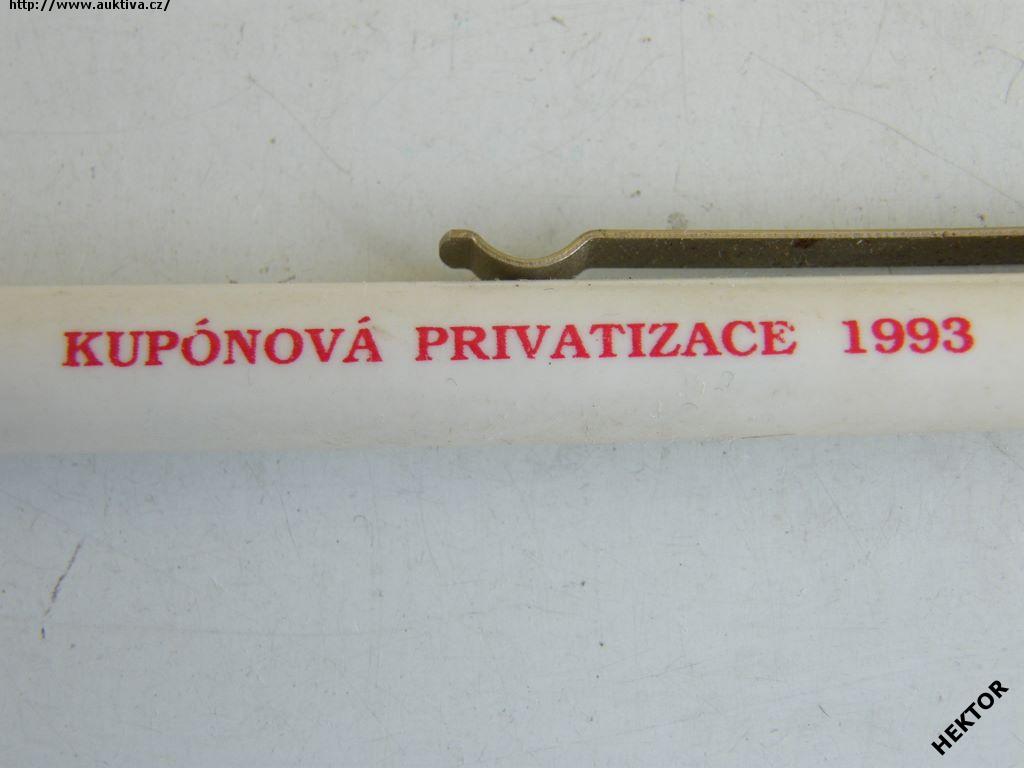 http://www.auktiva.cz/
KUPÓNOVÁ PRIVATIZACE 1993
HEKTOR